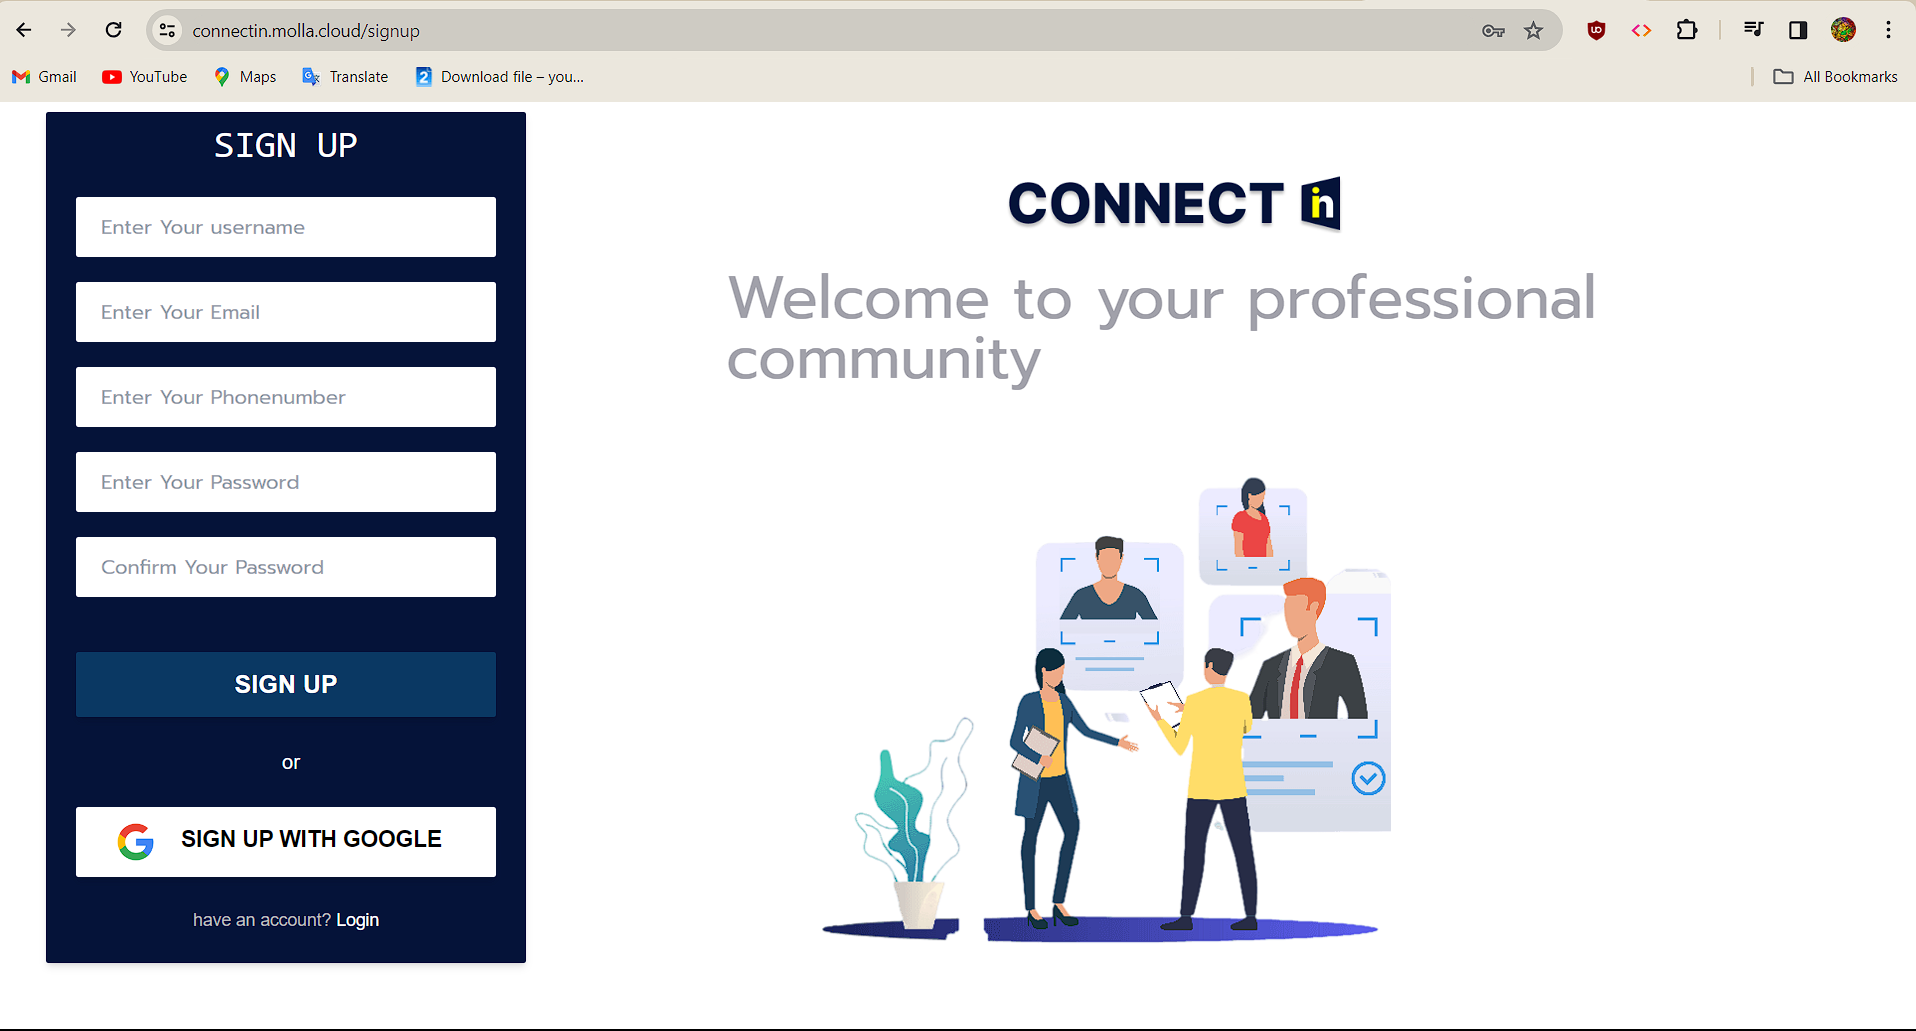 connectin.molla.cloud/signup
Gmail
YouTube
Maps
Translate
Download file – you...
All Bookmarks
SIGN UP
Enter Your username
Enter Your Email
Enter Your Phonenumber
Enter Your Password
Confirm Your Password
SIGN UP
or
SIGN UP WITH GOOGLE
have an account? Login
CONNECT in
Welcome to your professional
community